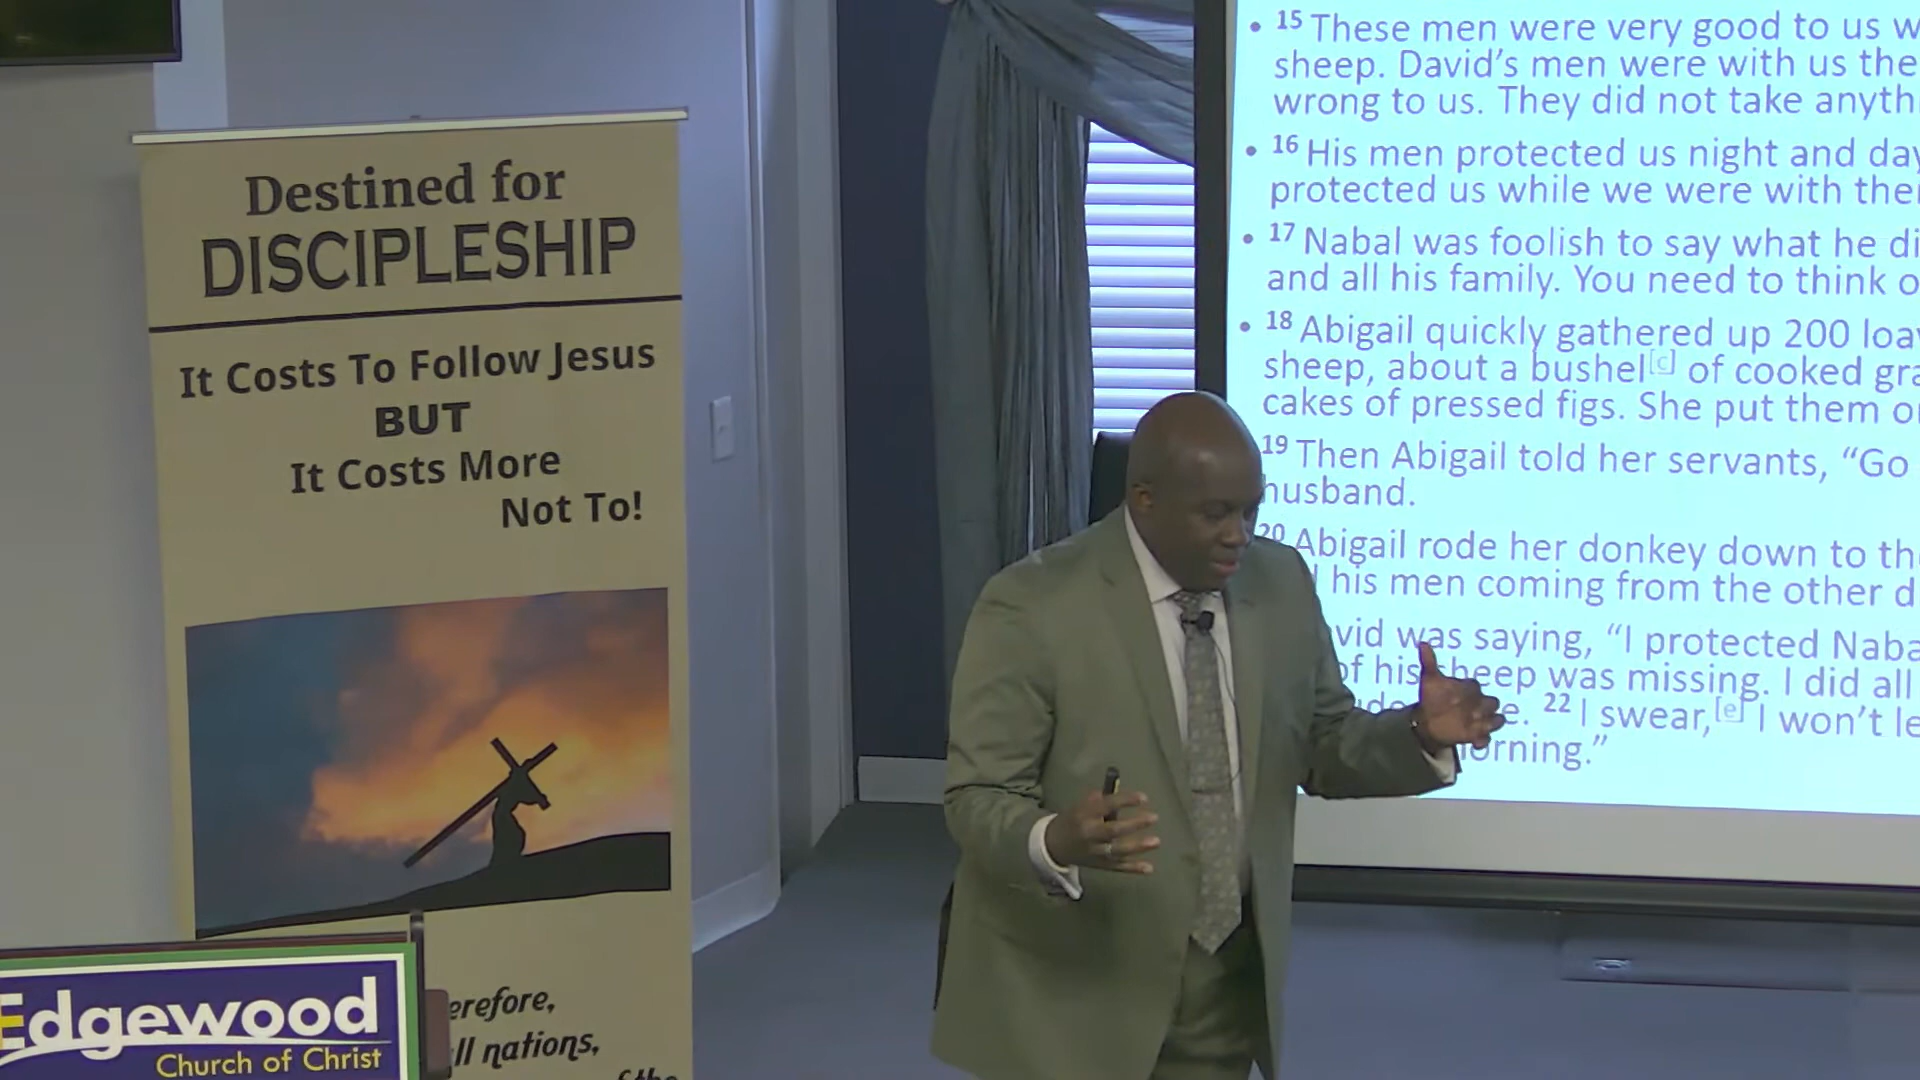 Destined for
DISCIPLESHIP
It Costs To Follow Jesus
BUT
It Costs More
Not To!
erefore,
ll nations,
Edgewood
Church of Christ
• 15 These men were very good to us w
sheep. David's men were with us the
wrong to us. They did not take anyth
• 16 His men protected us night and day
protected us while we were with the
• 17 Nabal was foolish to say what he di
and all his family. You need to think o
• 18 Abigail quickly gathered up 200 loa
sheep, about a bushel[c] of cooked gra
cakes of pressed figs. She put them o
19 Then Abigail told her servants, “Go
husband.
20 Abigail rode her donkey down to th
his men coming from the other d
vid was saying, “I protected Naba
of his sheep was missing. I did all
e. 22 I swear,[e] I won't le
orning.”